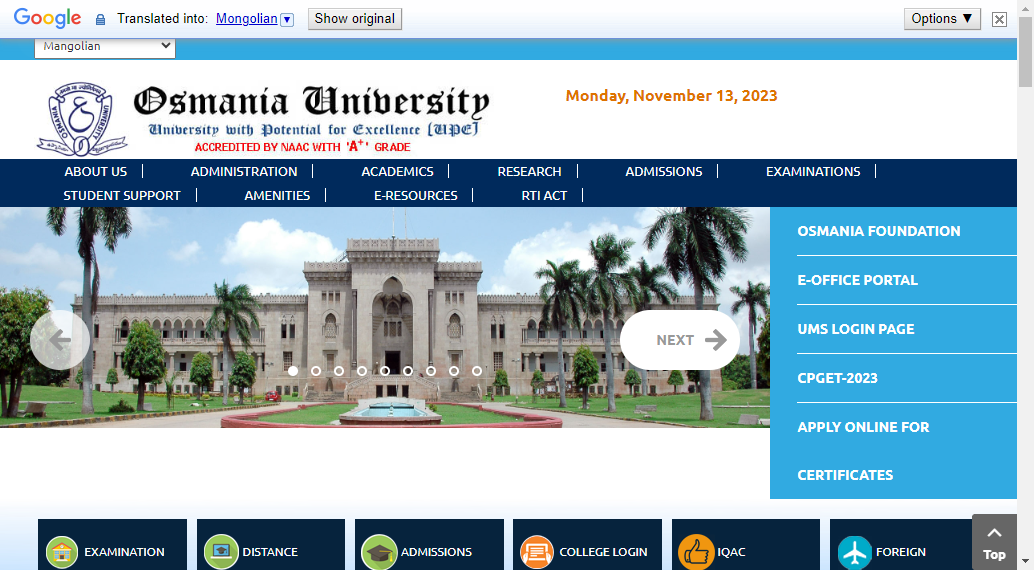 Google Translated into: Mongolian ▼ Show original Options ▼
Mangolian
Osmania University
University with Potential for Excellence [UPE]
ACCREDITED BY NAAC WITH 'A+' GRADE
Monday, November 13, 2023
ABOUT US ADMINISTRATION ACADEMICS RESEARCH ADMISSIONS EXAMINATIONS
STUDENT SUPPORT AMENITIES E-RESOURCES RTI ACT
NEXT
OSMANIA FOUNDATION
E-OFFICE PORTAL
UMS LOGIN PAGE
CPGET-2023
APPLY ONLINE FOR
CERTIFICATES
EXAMINATION DISTANCE ADMISSIONS COLLEGE LOGIN IQAC FOREIGN
Top